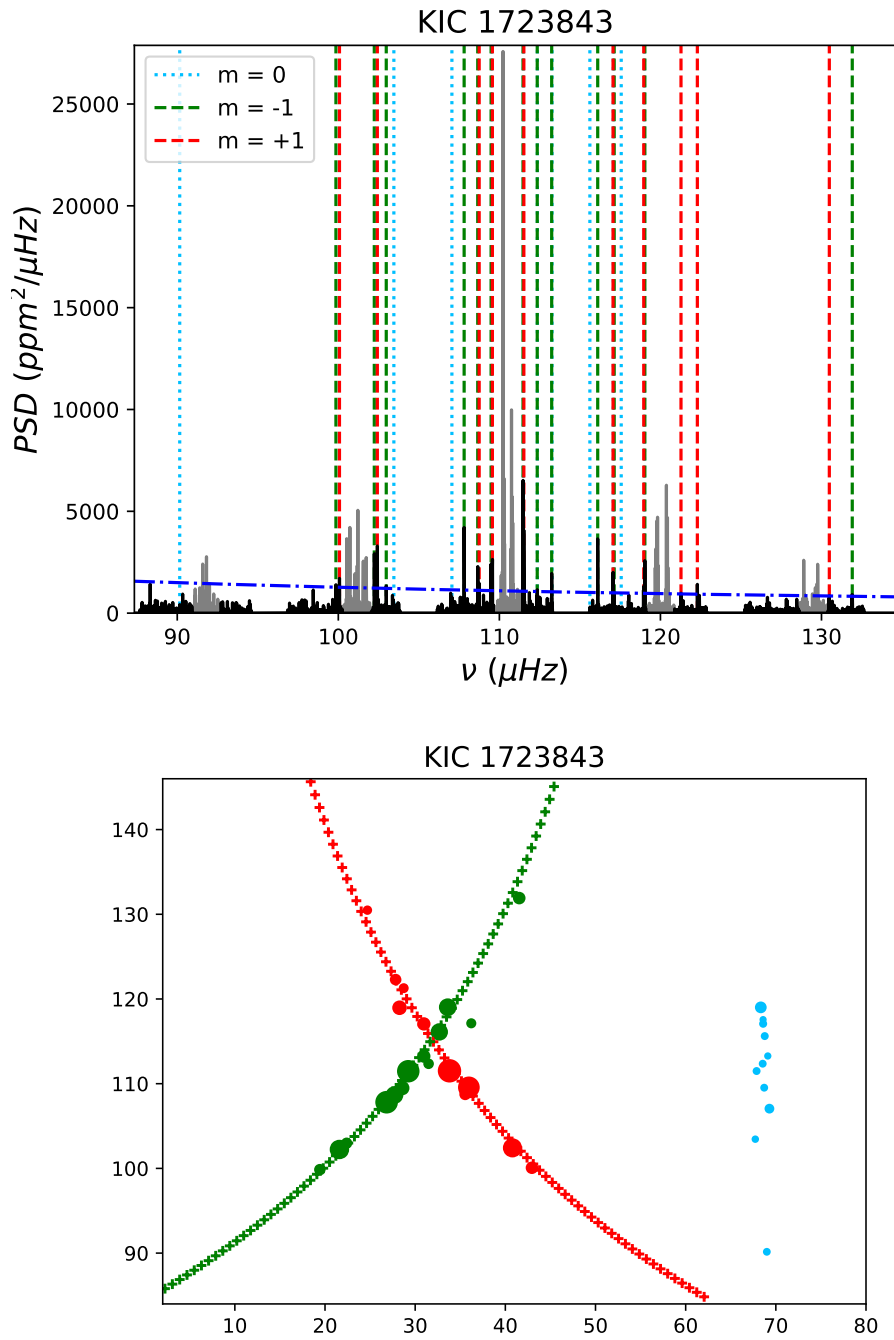 KIC 1723843
m = 0
m = -1
m = +1
PSD (ppm²/μHz)
25000
20000
15000
10000
5000
0
90 100 110 120 130
ν (μHz)
KIC 1723843
140
130
120
110
100
90
10 20 30 40 50 60 70 80